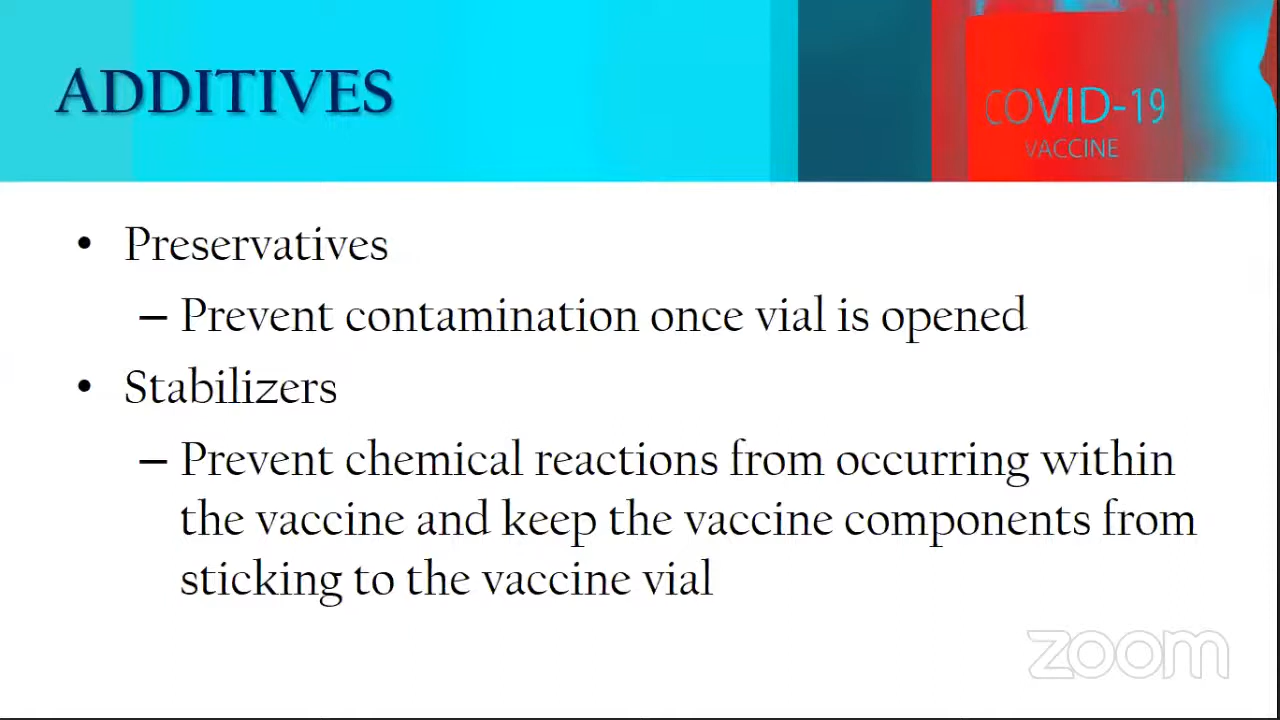 ADDITIVES
COVID-19
VACCINE
• Preservatives
– Prevent contamination once vial is opened
• Stabilizers
– Prevent chemical reactions from occurring within
the vaccine and keep the vaccine components from
sticking to the vaccine vial
zoom